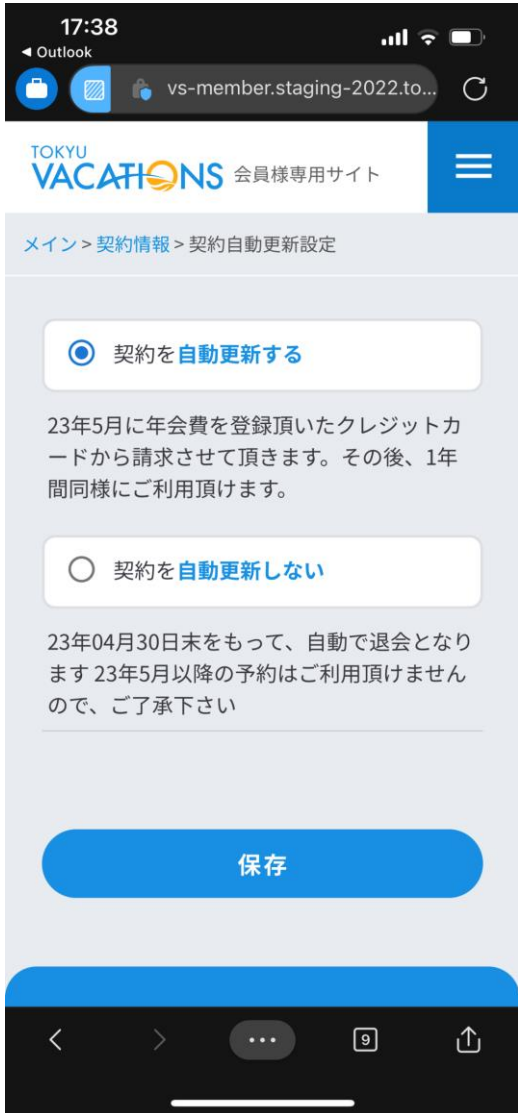 17:38
◀ Outlook
vs-member.staging-2022.to...
TOKYU
VACATIONS 会員様専用サイト
メイン > 契約情報 > 契約自動更新設定
契約を自動更新する
23年5月に年会費を登録頂いたクレジットカ
ードから請求させて頂きます。その後、1年
間同様にご利用頂けます。
契約を自動更新しない
23年04月30日末をもって、自動で退会となり
ます 23年5月以降の予約はご利用頂けません
ので、ご了承下さい
保存
9